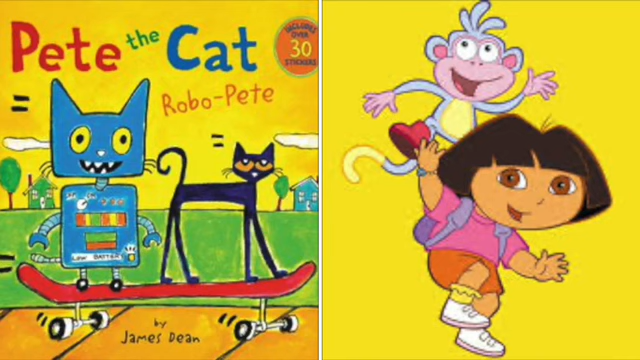 Pete the Cat
INCLUDES
OVER
30
STICKERS
Robo-Pete
LOW BATTERY
by
James Dean